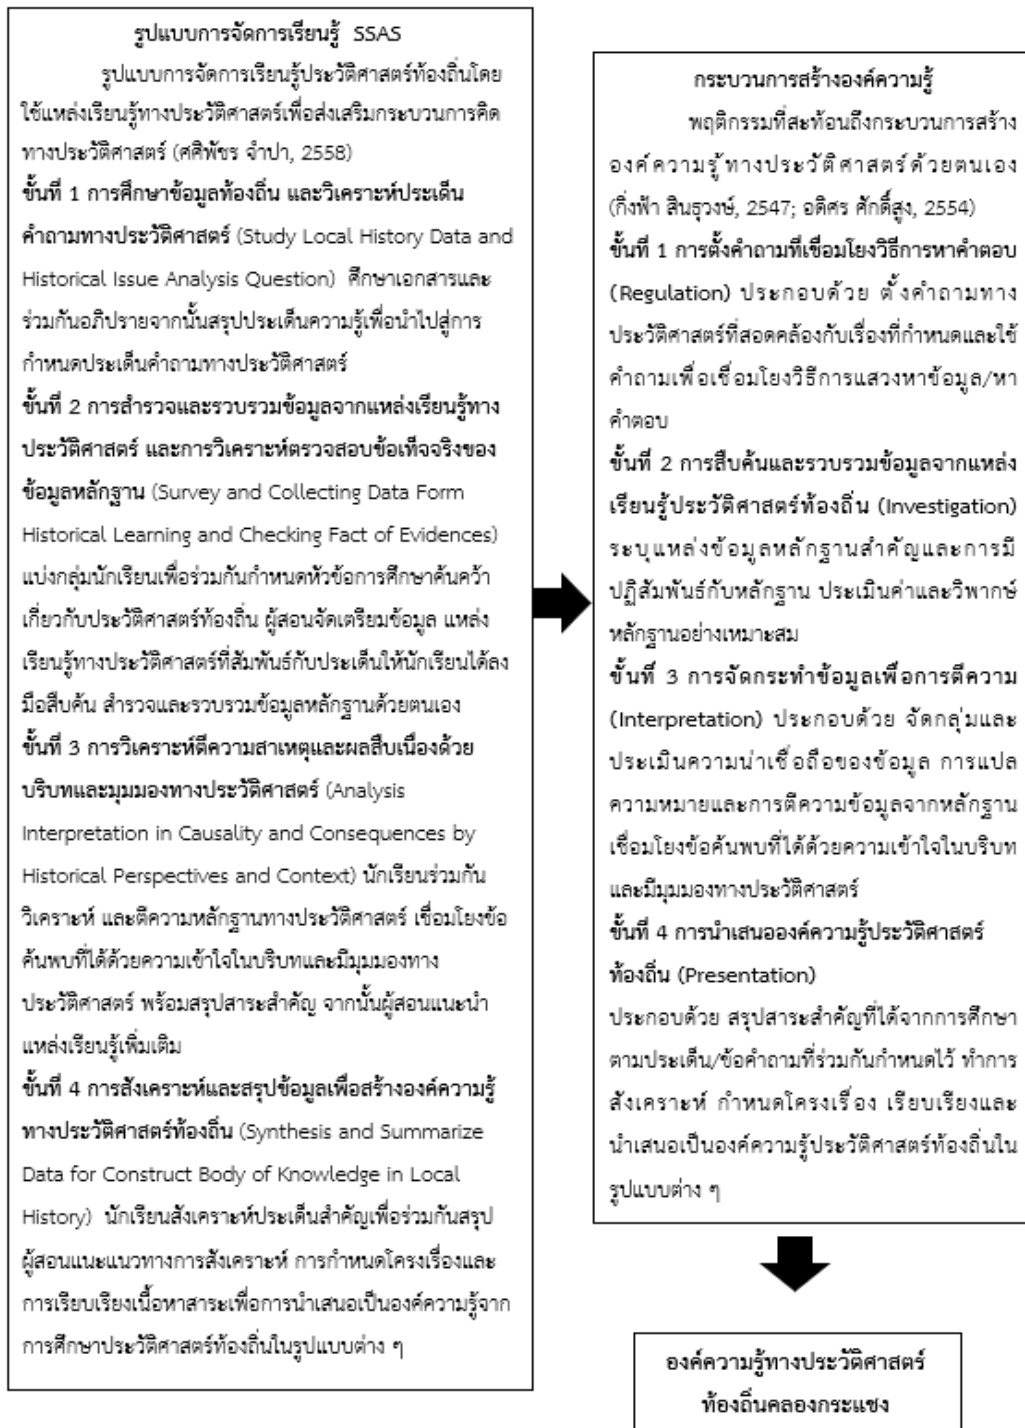 รูปแบบการจัดการเรียนรู้ SSAS
รูปแบบการจัดการเรียนรู้ประวัติศาสตร์ท้องถิ่นโดย
ใช้แหล่งเรียนรู้ทางประวัติศาสตร์เพื่อส่งเสริมกระบวนการคิด
ทางประวัติศาสตร์ (ศศิพัชร จำปา, 2558)
ขั้นที่ 1 การศึกษาข้อมูลท้องถิ่น และวิเคราะห์ประเด็น
คำถามทางประวัติศาสตร์ (Study Local History Data and
Historical Issue Analysis Question) ศึกษาเอกสารและ
ร่วมกันอภิปรายจากนั้นสรุปประเด็นความรู้เพื่อนำไปสู่การ
กำหนดประเด็นคำถามทางประวัติศาสตร์
ขั้นที่ 2 การสำรวจและรวบรวมข้อมูลจากแหล่งเรียนรู้ทาง
ประวัติศาสตร์ และการวิเคราะห์ตรวจสอบข้อเท็จจริงของ
ข้อมูลหลักฐาน (Survey and Collecting Data Form
Historical Learning and Checking Fact of Evidences)
แบ่งกลุ่มนักเรียนเพื่อร่วมกันกำหนดหัวข้อการศึกษาค้นคว้า
เกี่ยวกับประวัติศาสตร์ท้องถิ่น ผู้สอนจัดเตรียมข้อมูล แหล่ง
เรียนรู้ทางประวัติศาสตร์ที่สัมพันธ์กับประเด็นให้นักเรียนได้ลง
มือสืบค้น สำรวจและรวบรวมข้อมูลหลักฐานด้วยตนเอง
ขั้นที่ 3 การวิเคราะห์ตีความสาเหตุและผลสืบเนื่องด้วย
บริบทและมุมมองทางประวัติศาสตร์ (Analysis
Interpretation in Causality and Consequences by
Historical Perspectives and Context) นักเรียนร่วมกัน
วิเคราะห์ และตีความหลักฐานทางประวัติศาสตร์ เชื่อมโยงข้อ
ค้นพบที่ได้ด้วยความเข้าใจในบริบทและมีมุมมองทาง
ประวัติศาสตร์ พร้อมสรุปสาระสำคัญ จากนั้นผู้สอนแนะนำ
แหล่งเรียนรู้เพิ่มเติม
ขั้นที่ 4 การสังเคราะห์และสรุปข้อมูลเพื่อสร้างองค์ความรู้
ทางประวัติศาสตร์ท้องถิ่น (Synthesis and Summarize
Data for Construct Body of Knowledge in Local
History) นักเรียนสังเคราะห์ประเด็นสำคัญเพื่อร่วมกันสรุป
ผู้สอนแนะแนวทางการสังเคราะห์ การกำหนดโครงเรื่องและ
การเรียบเรียงเนื้อหาสาระเพื่อการนำเสนอเป็นองค์ความรู้จาก
การศึกษาประวัติศาสตร์ท้องถิ่นในรูปแบบต่าง ๆ
กระบวนการสร้างองค์ความรู้
พฤติกรรมที่สะท้อนถึงกระบวนการสร้าง
องค์ความรู้ทางประวัติศาสตร์ด้วยตนเอง
(กิ่งฟ้า สินธุวงษ์, 2547; อดิศร ศักดิ์สูง, 2554)
ขั้นที่ 1 การตั้งคำถามที่เชื่อมโยงวิธีการหาคำตอบ
(Regulation) ประกอบด้วย ตั้งคำถามทาง
ประวัติศาสตร์ที่สอดคล้องกับเรื่องที่กำหนดและใช้
คำถามเพื่อเชื่อมโยงวิธีการแสวงหาข้อมูล/หา
คำตอบ
ขั้นที่ 2 การสืบค้นและรวบรวมข้อมูลจากแหล่ง
เรียนรู้ประวัติศาสตร์ท้องถิ่น (Investigation)
ระบุแหล่งข้อมูลหลักฐานสำคัญและการมี
ปฏิสัมพันธ์กับหลักฐาน ประเมินค่าและวิพากษ์
หลักฐานอย่างเหมาะสม
ขั้นที่ 3 การจัดกระทำข้อมูลเพื่อการตีความ
(Interpretation) ประกอบด้วย จัดกลุ่มและ
ประเมินความน่าเชื่อถือของข้อมูล การแปล
ความหมายและการตีความข้อมูลจากหลักฐาน
เชื่อมโยงข้อค้นพบที่ได้ด้วยความเข้าใจในบริบท
และมีมุมมองทางประวัติศาสตร์
ขั้นที่ 4 การนำเสนอองค์ความรู้ประวัติศาสตร์
ท้องถิ่น (Presentation)
ประกอบด้วย สรุปสาระสำคัญที่ได้จากการศึกษา
ตามประเด็น/ข้อคำถามที่ร่วมกันกำหนดไว้ ทำการ
สังเคราะห์ กำหนดโครงเรื่อง เรียบเรียงและ
นำเสนอเป็นองค์ความรู้ประวัติศาสตร์ท้องถิ่นใน
รูปแบบต่าง ๆ
องค์ความรู้ทางประวัติศาสตร์
ท้องถิ่นคลองกระแชง